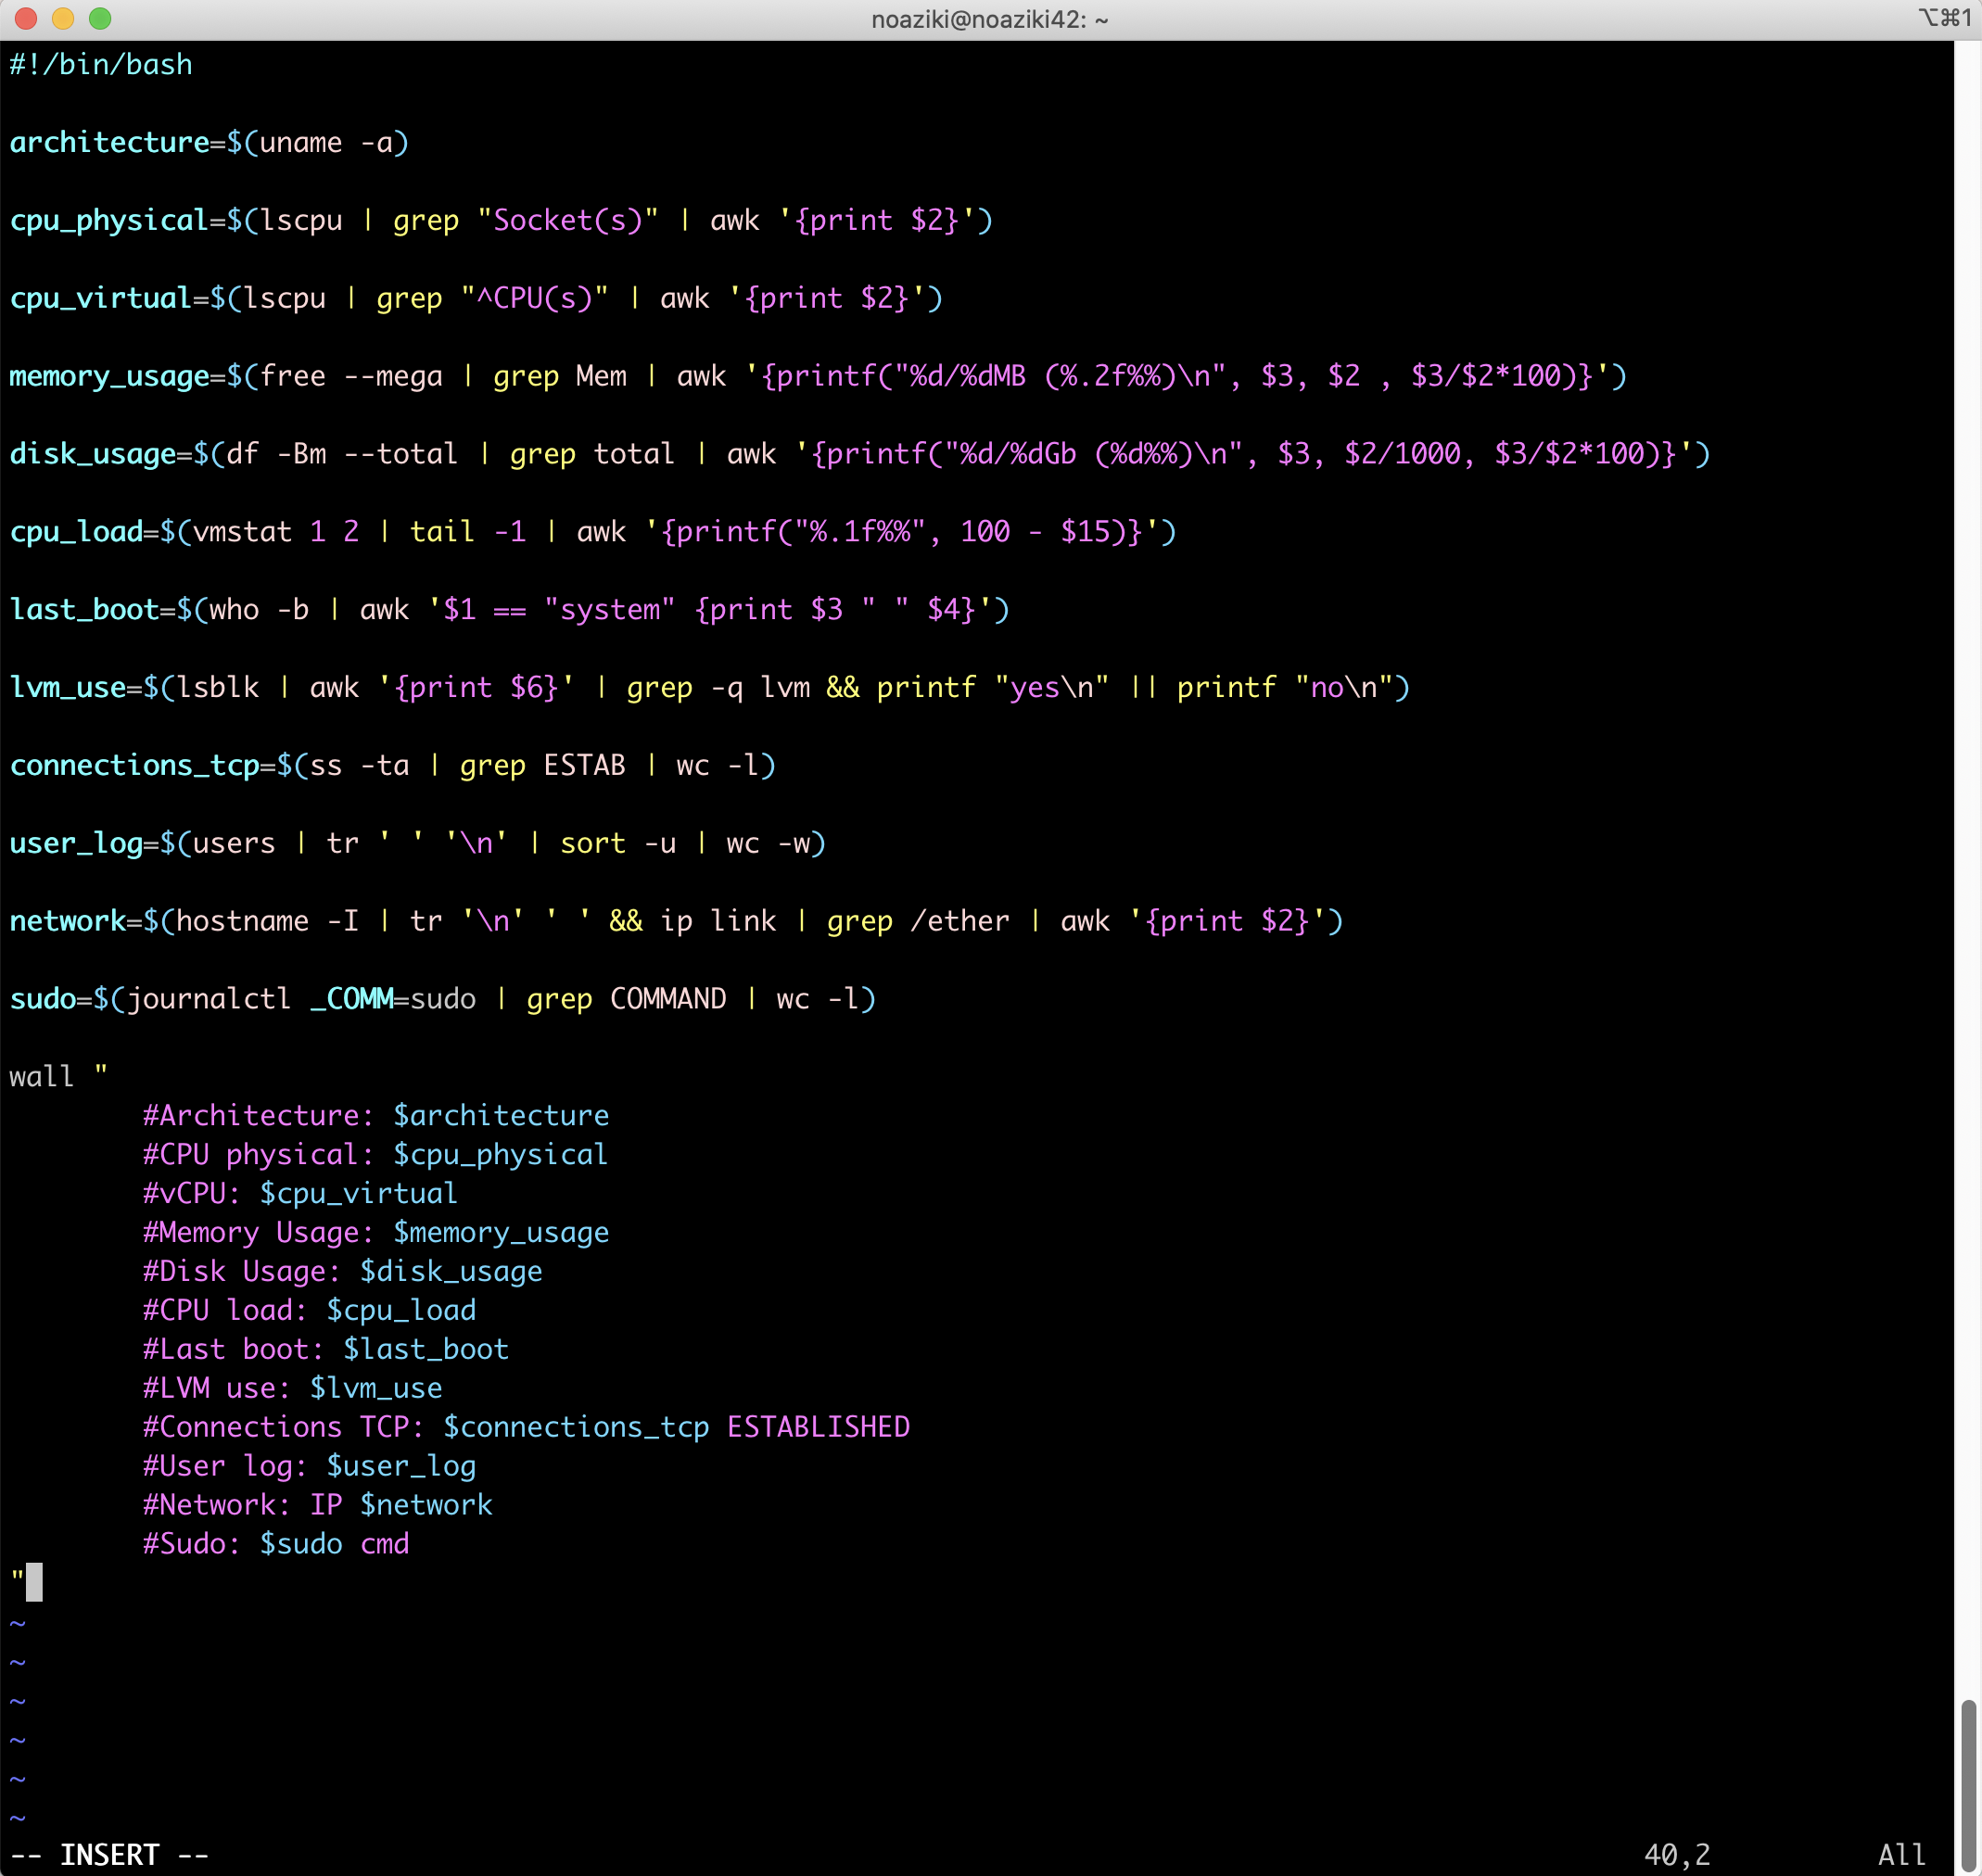 noaziki@noaziki42: ~
⌥⌘1
#!/bin/bash
architecture=$(uname -a)
cpu_physical=$(lscpu | grep "Socket(s)" | awk '{print $2}')
cpu_virtual=$(lscpu | grep "^CPU(s)" | awk '{print $2}')
memory_usage=$(free --mega | grep Mem | awk '{printf("%d/%dMB (%.2f%%)\n", $3, $2 , $3/$2*100)}')
disk_usage=$(df -Bm --total | grep total | awk '{printf("%d/%dGb (%d%%)\n", $3, $2/1000, $3/$2*100)}')
cpu_load=$(vmstat 1 2 | tail -1 | awk '{printf("%.1f%%", 100 - $15)}')
last_boot=$(who -b | awk '$1 == "system" {print $3 " " $4}')
lvm_use=$(lsblk | awk '{print $6}' | grep -q lvm && printf "yes\n" || printf "no\n")
connections_tcp=$(ss -ta | grep ESTAB | wc -l)
user_log=$(users | tr ' ' '\n' | sort -u | wc -w)
network=$(hostname -I | tr '\n' ' ' && ip link | grep /ether | awk '{print $2}')
sudo=$(journalctl _COMM=sudo | grep COMMAND | wc -l)
wall "
#Architecture: $architecture
#CPU physical: $cpu_physical
#vCPU: $cpu_virtual
#Memory Usage: $memory_usage
#Disk Usage: $disk_usage
#CPU load: $cpu_load
#Last boot: $last_boot
#LVM use: $lvm_use
#Connections TCP: $connections_tcp ESTABLISHED
#User log: $user_log
#Network: IP $network
#Sudo: $sudo cmd
"
~
~
~
~
~
~
-- INSERT -- 40,2 All